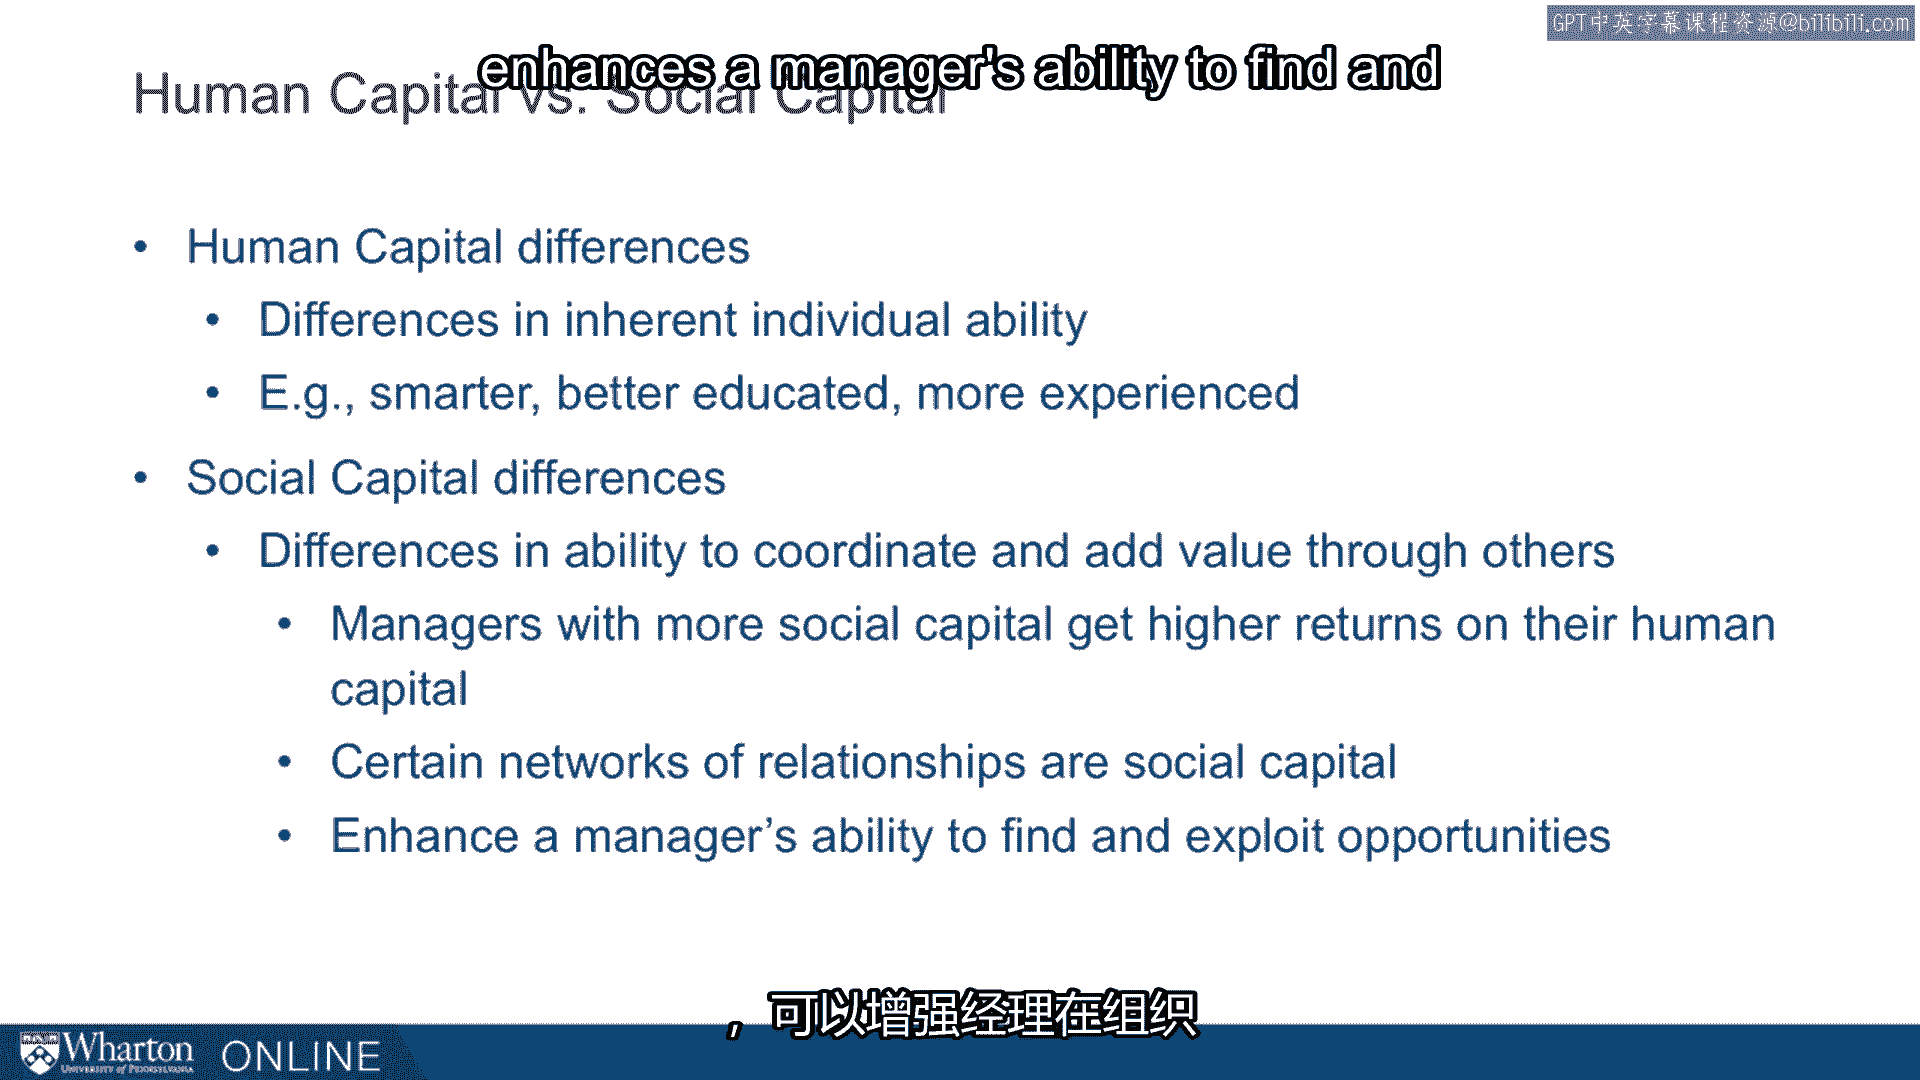 GPT中英字幕课程资源@bilibili.com
enhances a manager's ability to find and
Human Capital vs. Social Capital
• Human Capital differences
• Differences in inherent individual ability
• E.g., smarter, better educated, more experienced
• Social Capital differences
• Differences in ability to coordinate and add value through others
• Managers with more social capital get higher returns on their human
capital
• Certain networks of relationships are social capital
• Enhance a manager’s ability to find and exploit opportunities
，可以增强经理在组织
Wharton ONLINE
UNIVERSITY of PENNSYLVANIA